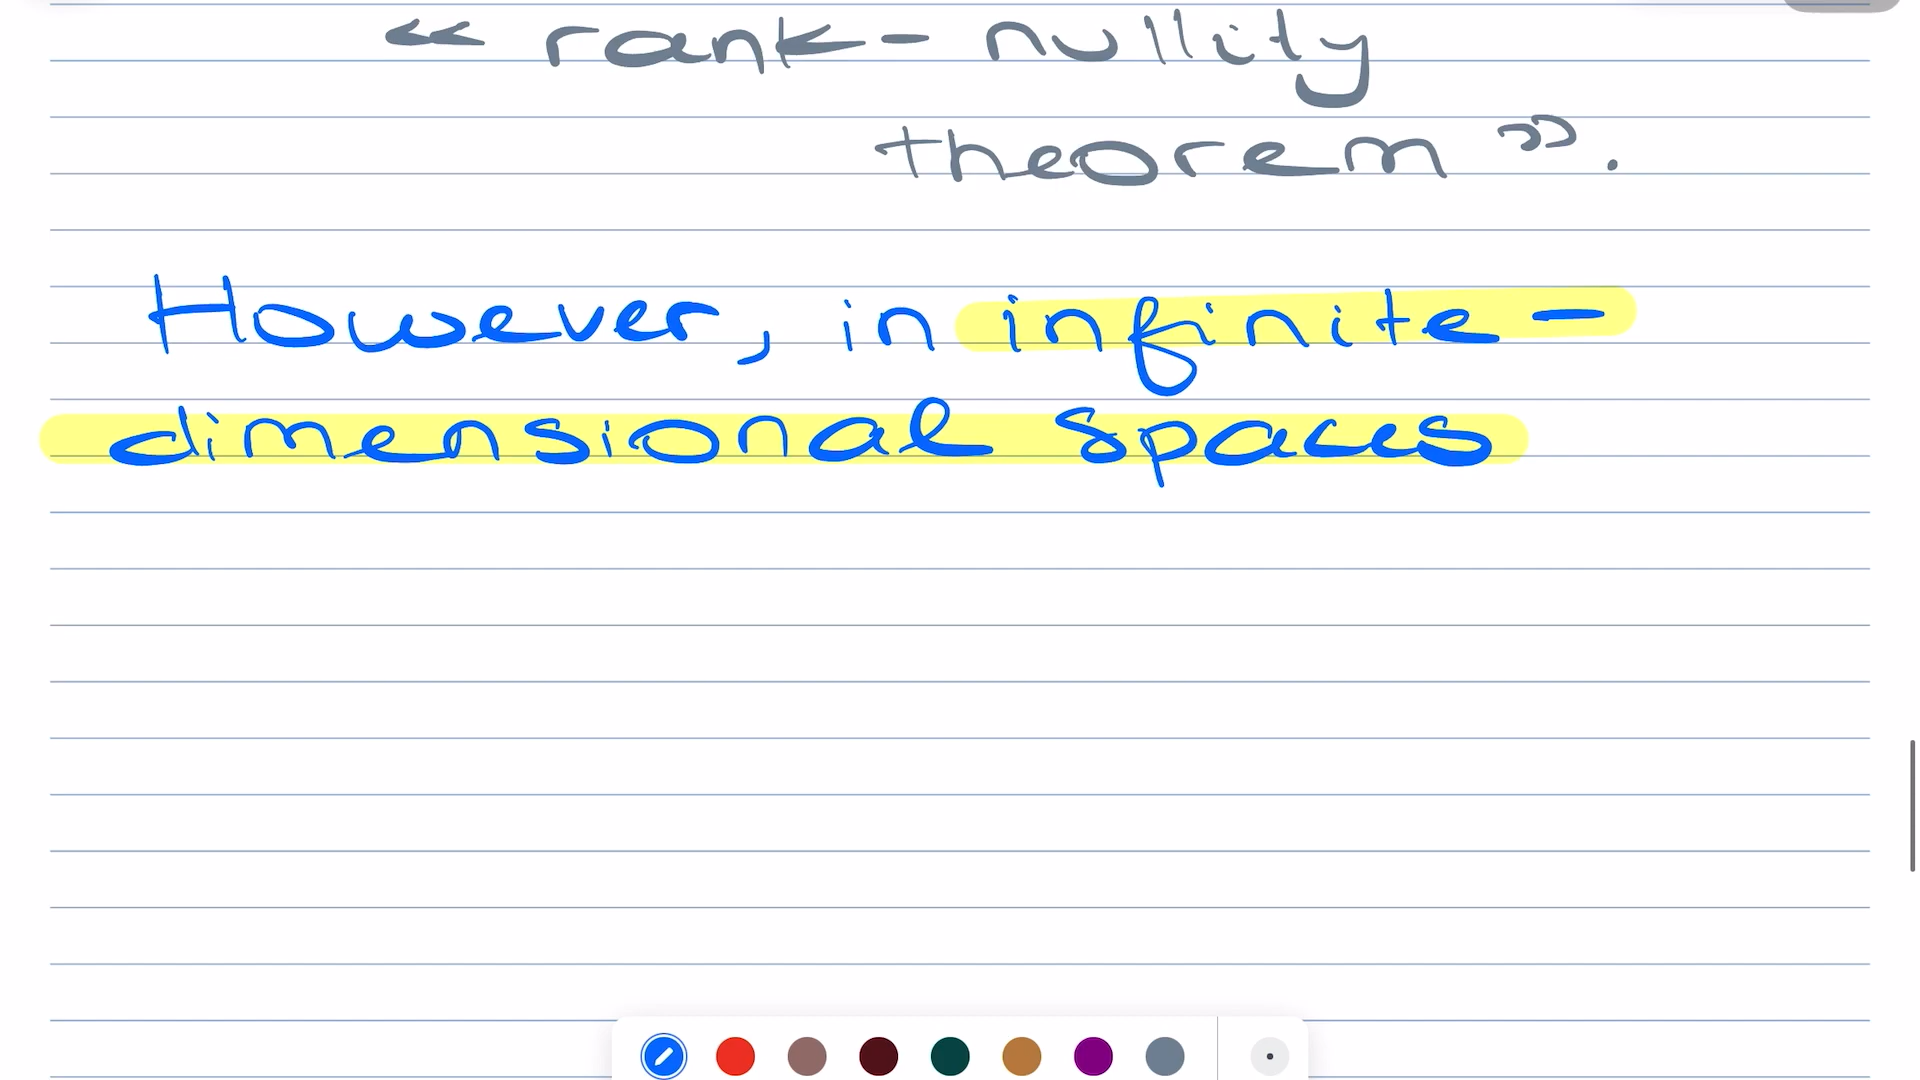 « rank- nullity
theorem ».
However, in infinite-
dimensional spaces